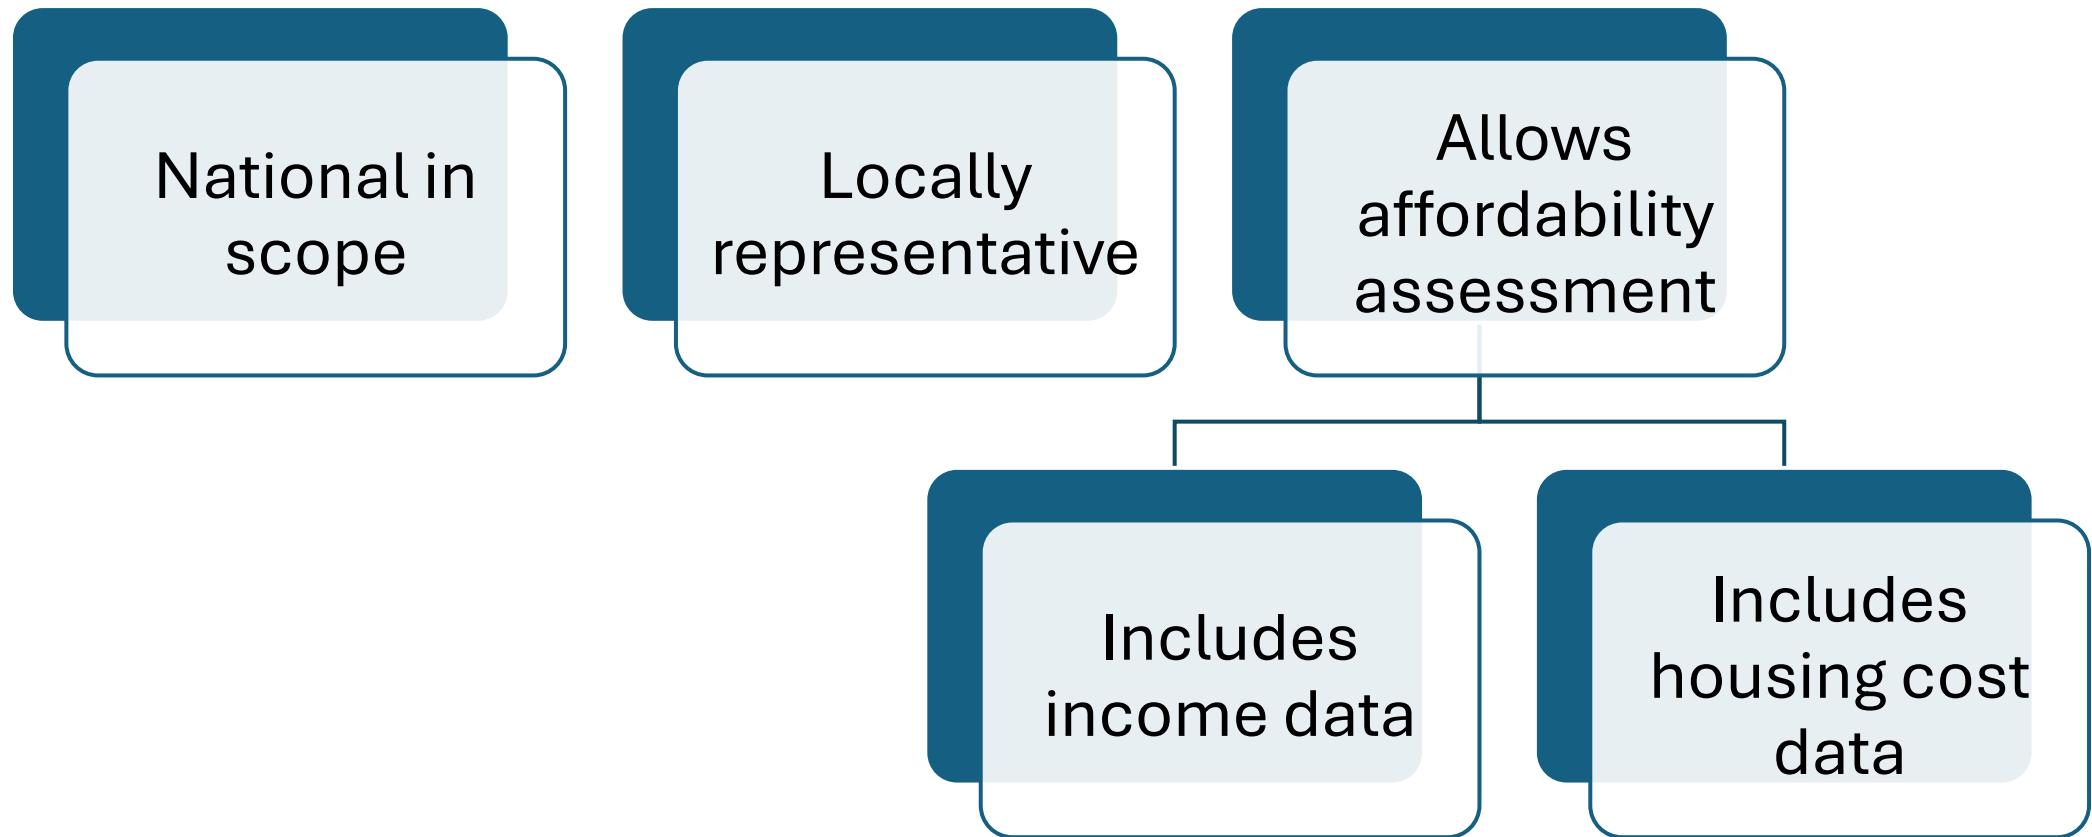 National in
scope
Locally
representative
Allows
affordability
assessment
Includes
income data
Includes
housing cost
data